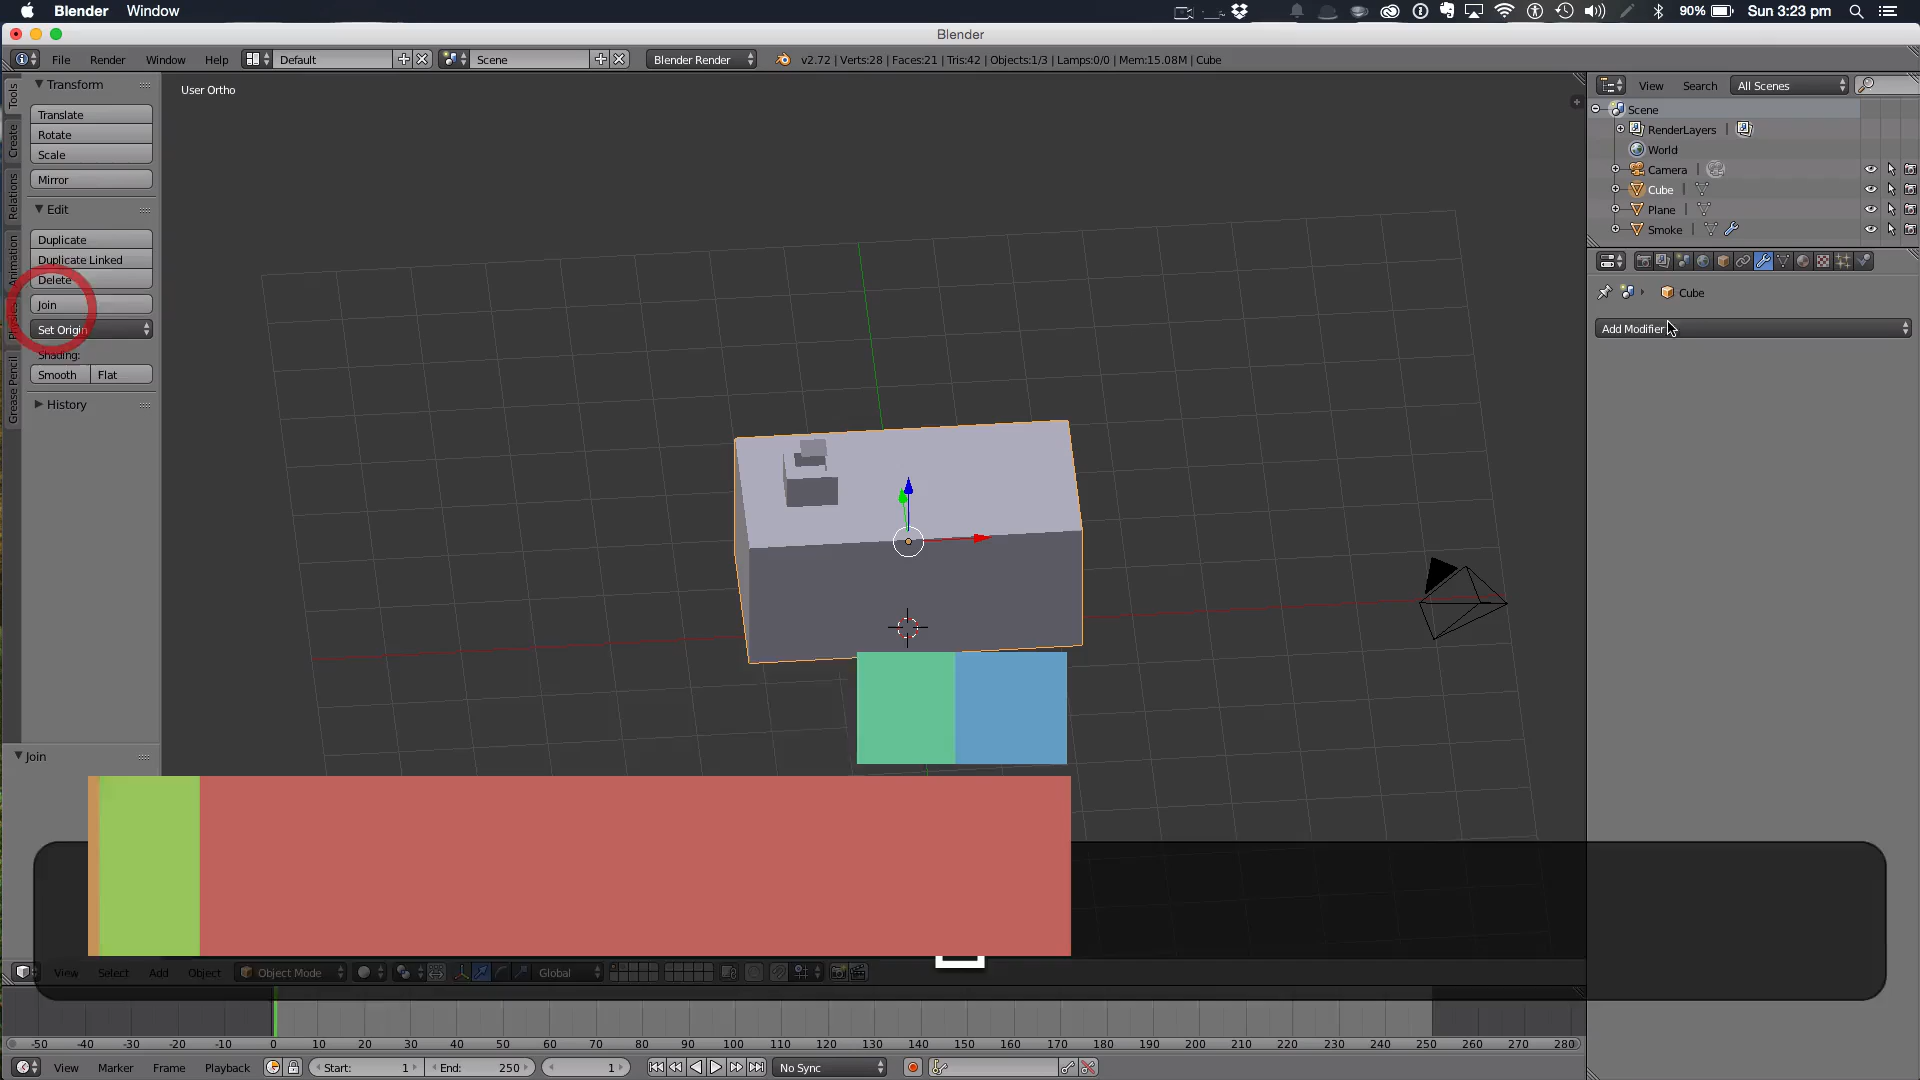 Blender Window 90% Sun 3:23 pm
Blender
File Render Window Help Default Scene Blender Render v2.72 | Verts:28 | Faces:21 | Tris:42 | Objects:1/3 | Lamps:0/0 | Mem:15.08M | Cube
Tools
Create
Relations
Animation
Physics
Grease Pencil
Transform
Translate
Rotate
Scale
Mirror
Edit
Duplicate
Duplicate Linked
Delete
Join
Set Origin
Shading:
Smooth Flat
History
Join
User Ortho
View Search All Scenes
Scene
RenderLayers
World
Camera
Cube
Plane
Smoke
Cube
Add Modifier
View Select Add Object Object Mode Global
-50 -40 -30 -20 -10 0 10 20 30 40 50 60 70 80 90 100 110 120 130 140 150 160 170 180 190 200 210 220 230 240 250 260 270 280
View Marker Frame Playback Start: 1 End: 250 1 No Sync